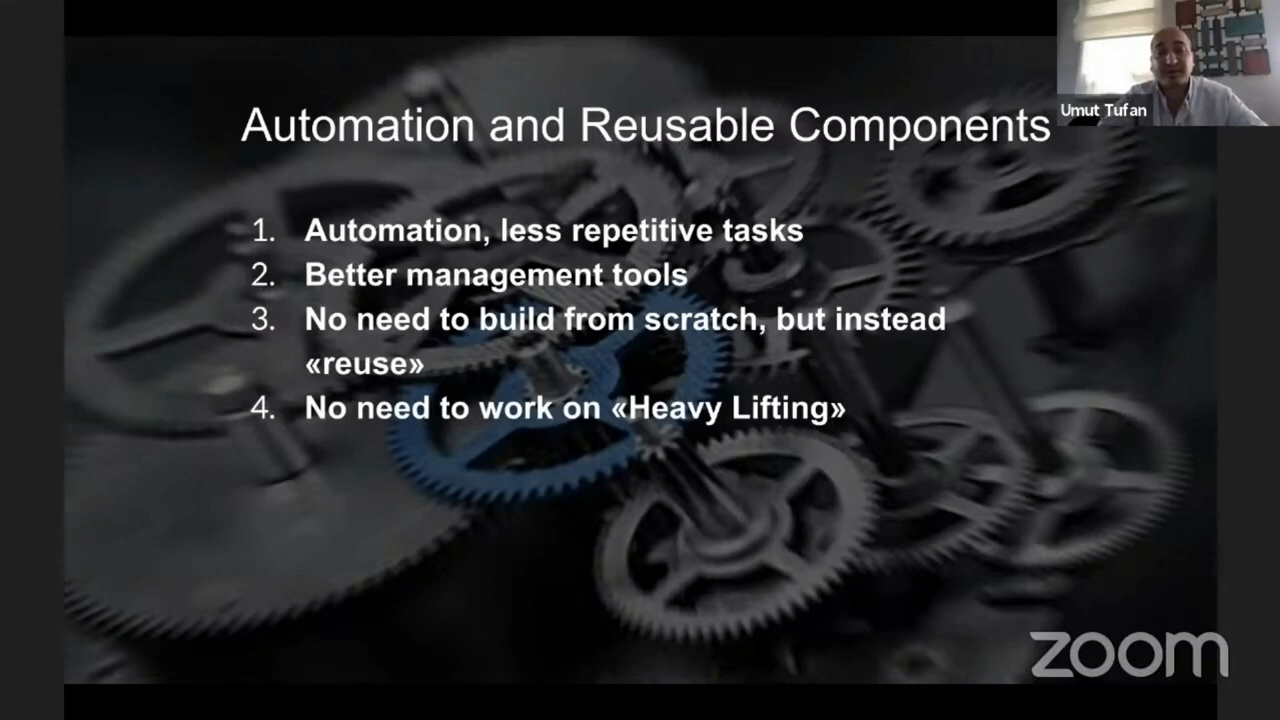 Automation and Reusable Components
Umut Tufan
1. Automation, less repetitive tasks
2. Better management tools
3. No need to build from scratch, but instead
«reuse»
4. No need to work on «Heavy Lifting»
zoom